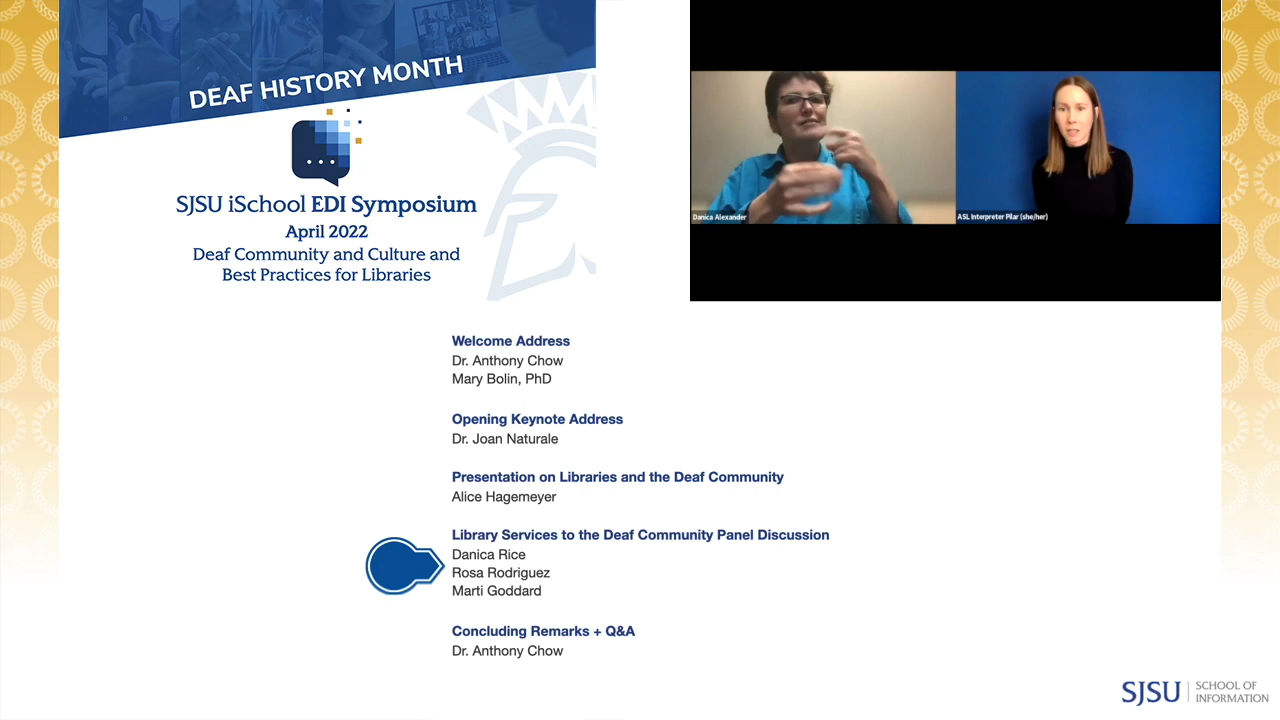 DEAF HISTORY MONTH
SJSU iSchool EDI Symposium
April 2022
Deaf Community and Culture and
Best Practices for Libraries
Danica Alexander
ASL Interpreter Pilar (she/her)
Welcome Address
Dr. Anthony Chow
Mary Bolin, PhD
Opening Keynote Address
Dr. Joan Naturale
Presentation on Libraries and the Deaf Community
Alice Hagemeyer
Library Services to the Deaf Community Panel Discussion
Danica Rice
Rosa Rodriguez
Marti Goddard
Concluding Remarks + Q&A
Dr. Anthony Chow
SJSU
SCHOOL OF
INFORMATION